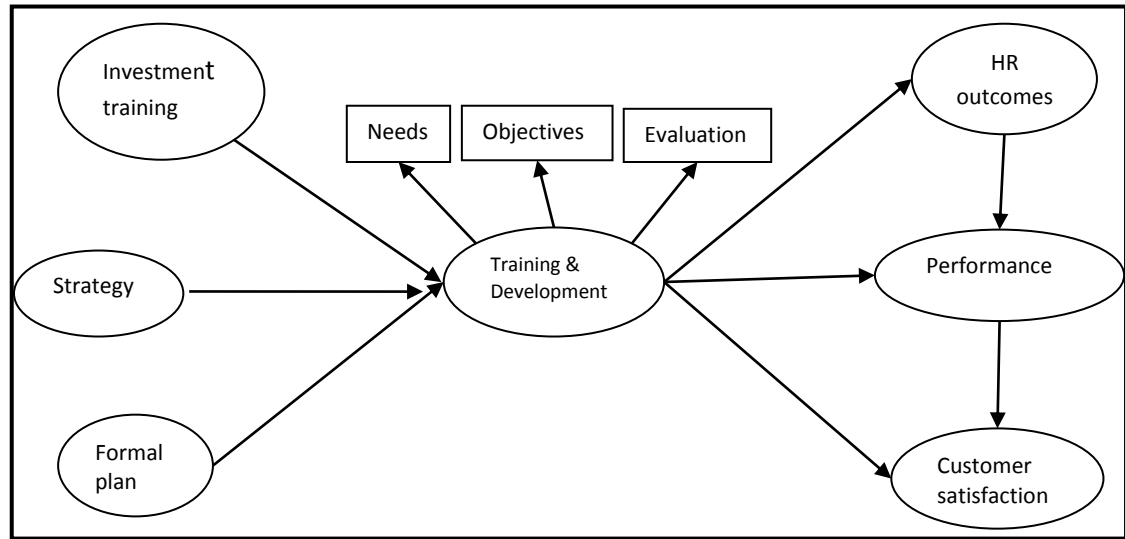 Investment
training
Strategy
Formal
plan
Needs
Objectives
Evaluation
Training &
Development
HR
outcomes
Performance
Customer
satisfaction